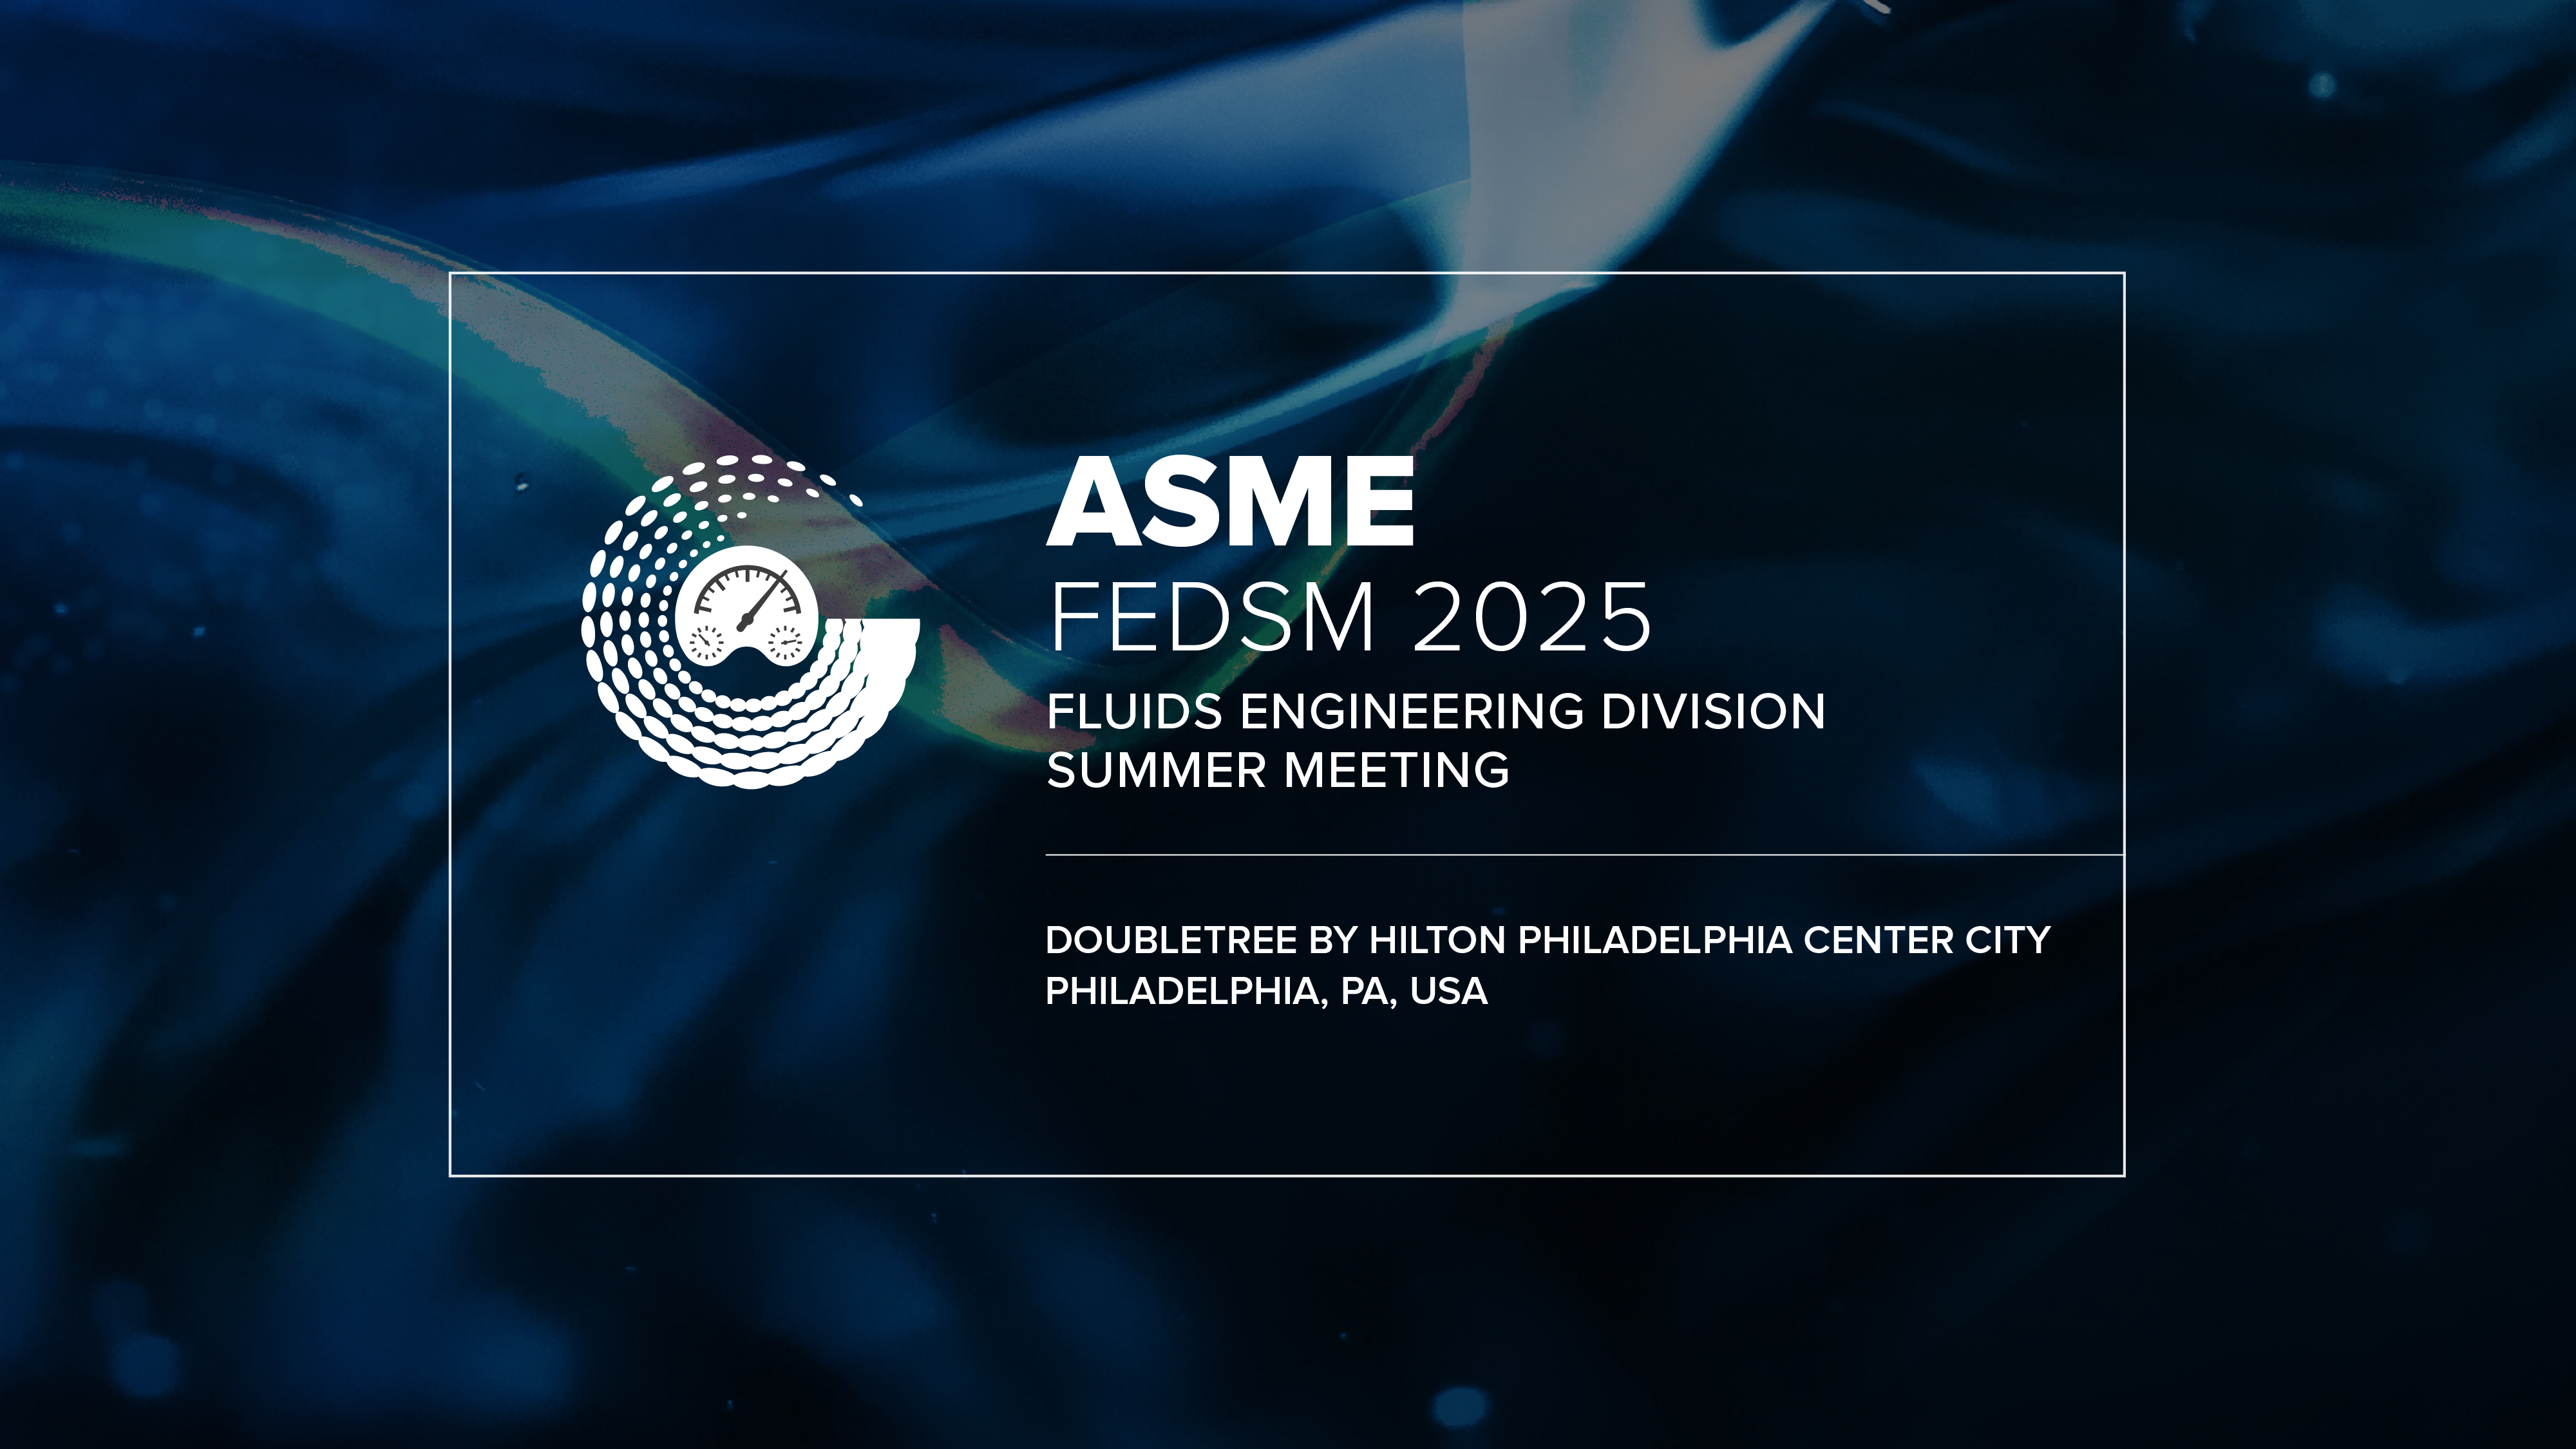 ASME
FEDSM 2025
FLUIDS ENGINEERING DIVISION
SUMMER MEETING
DOUBLETREE BY HILTON PHILADELPHIA CENTER CITY
PHILADELPHIA, PA, USA